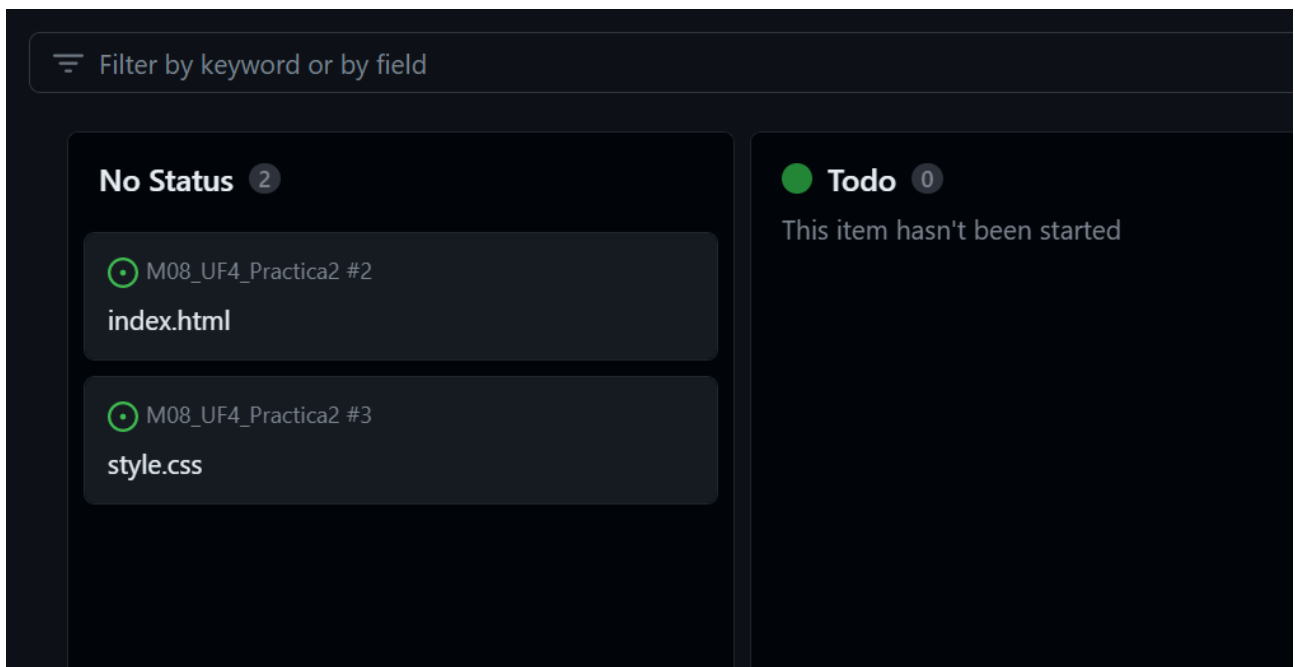 Filter by keyword or by field
No Status 2
M08_UF4_Practica2 #2
index.html
M08_UF4_Practica2 #3
style.css
Todo 0
This item hasn't been started